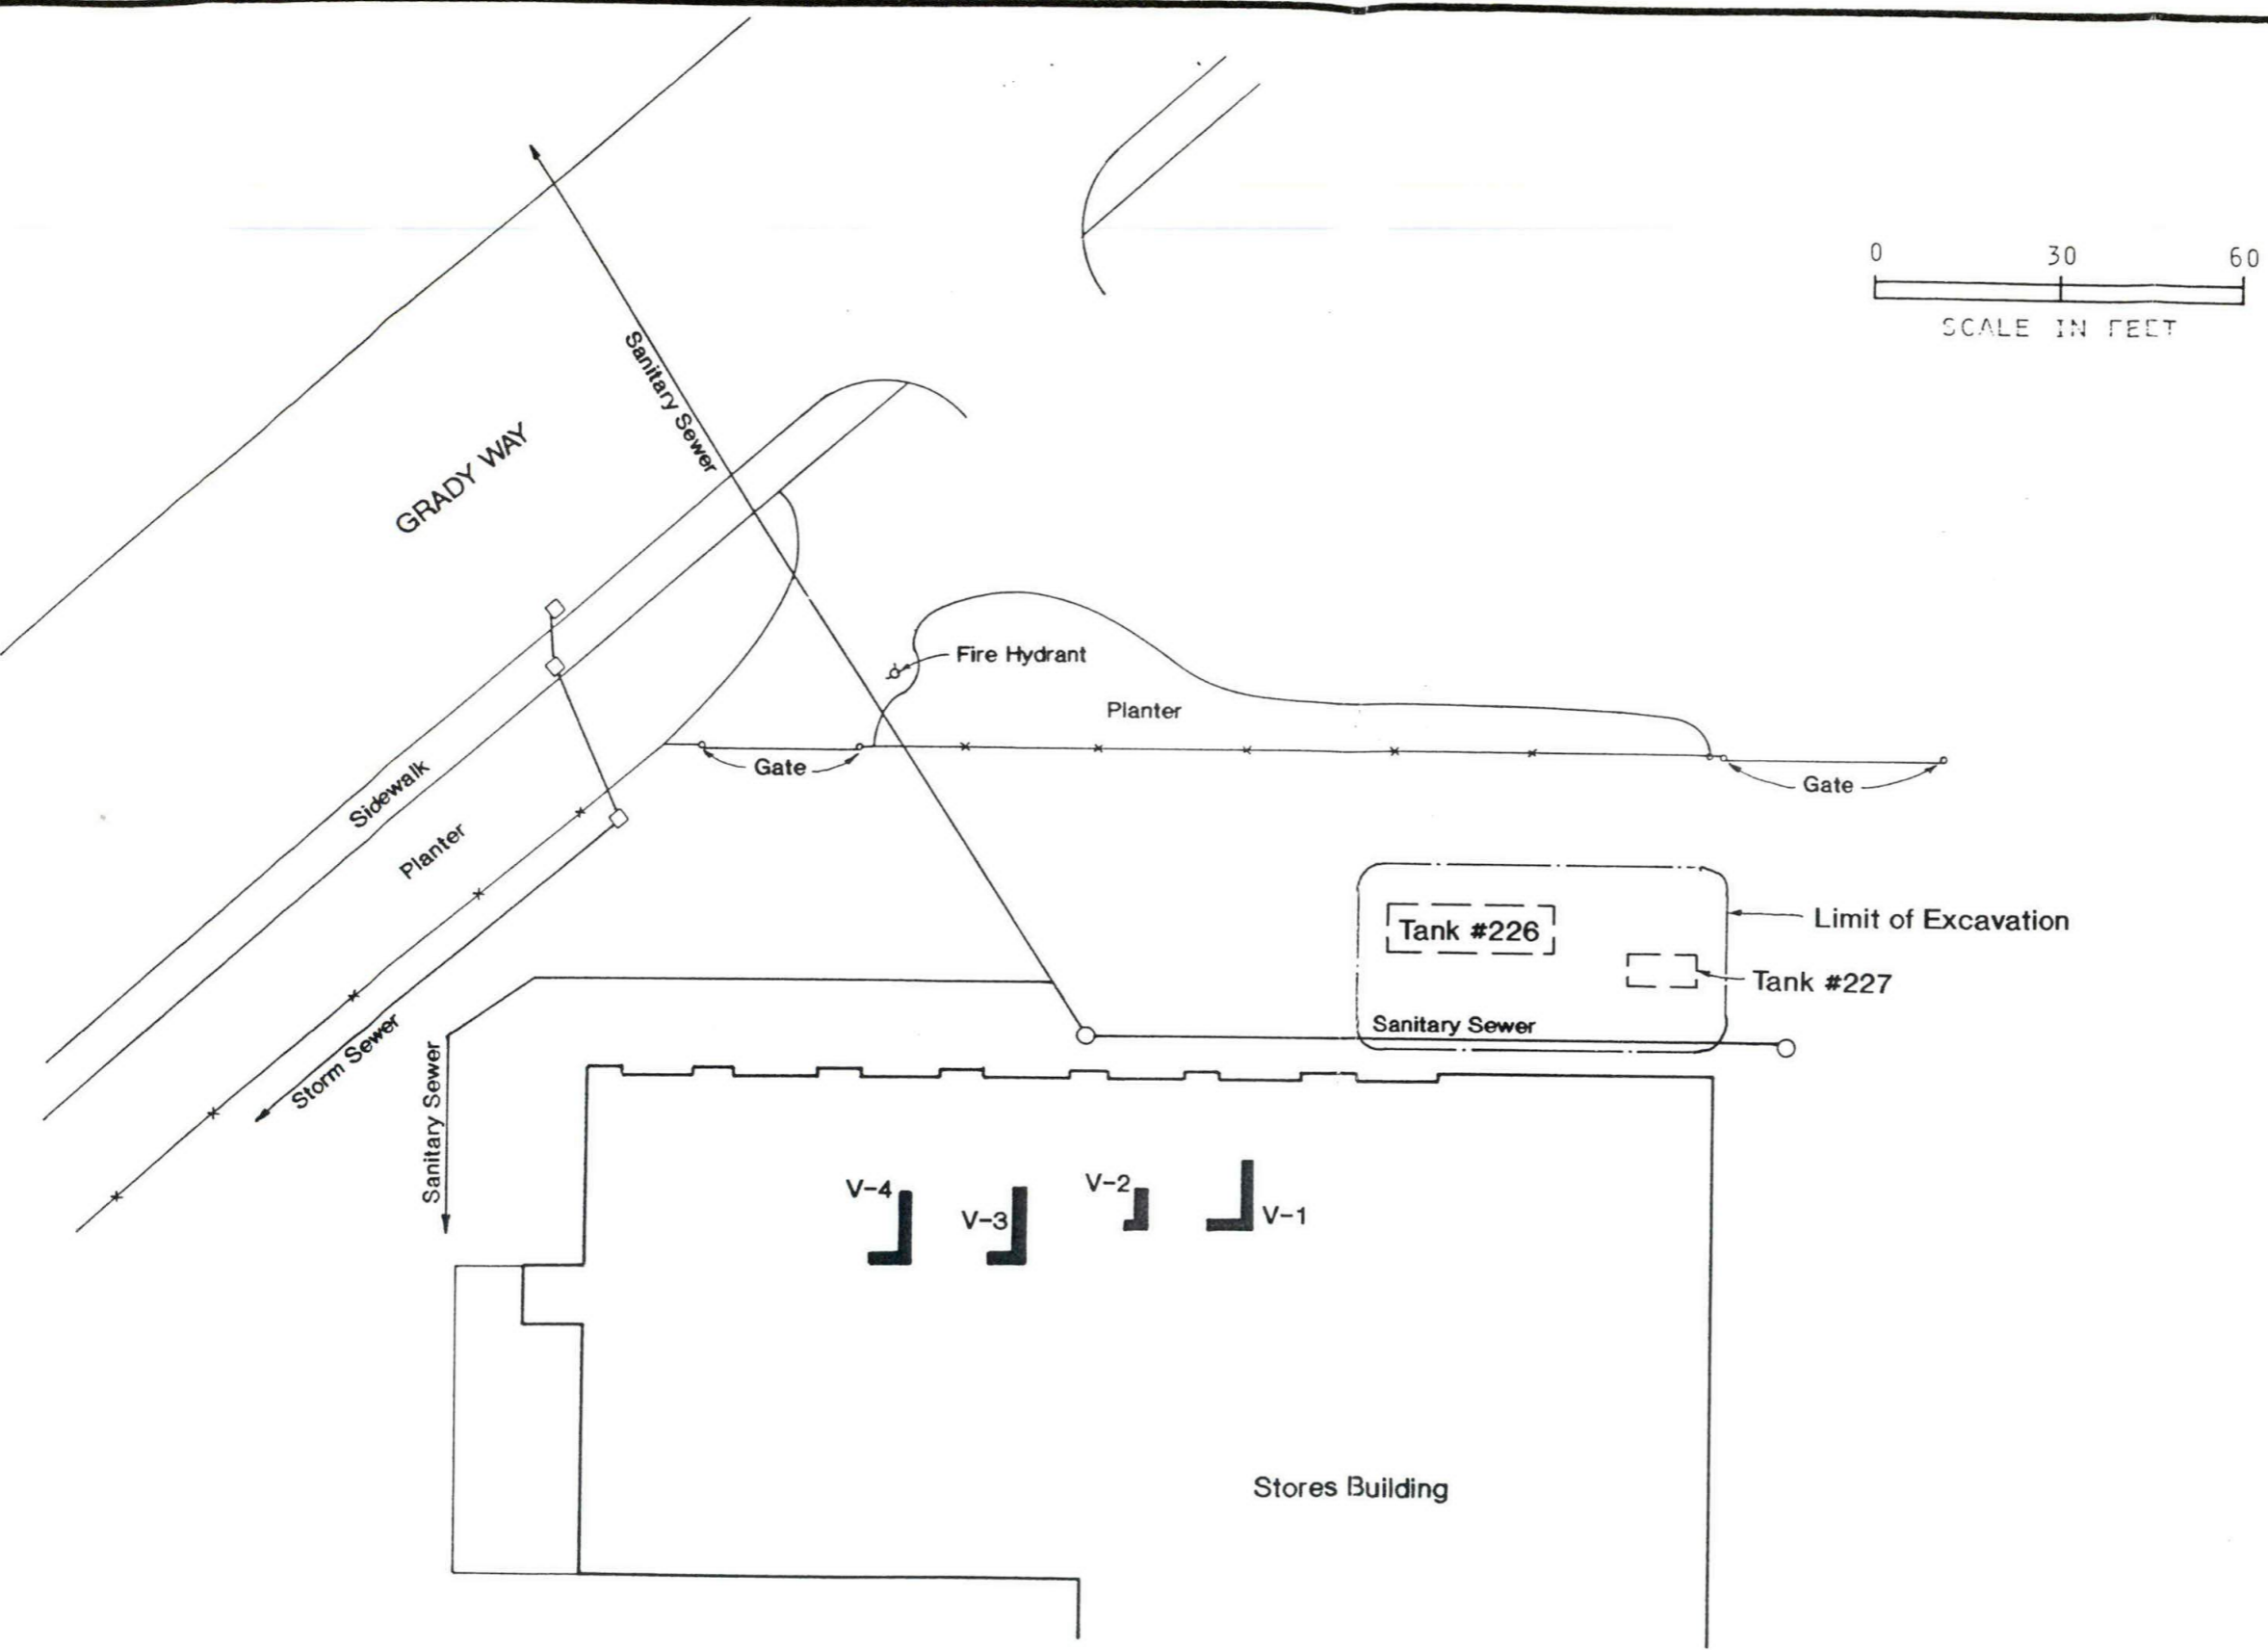 0 30 60
SCALE IN FEET
Sanitary Sewer
GRADY WAY
Fire Hydrant
Planter
Gate
Gate
Sidewalk
Planter
Limit of Excavation
Tank #226
Tank #227
Sanitary Sewer
Storm Sewer
Sanitary Sewer
V-4
V-3
V-2
V-1
Stores Building